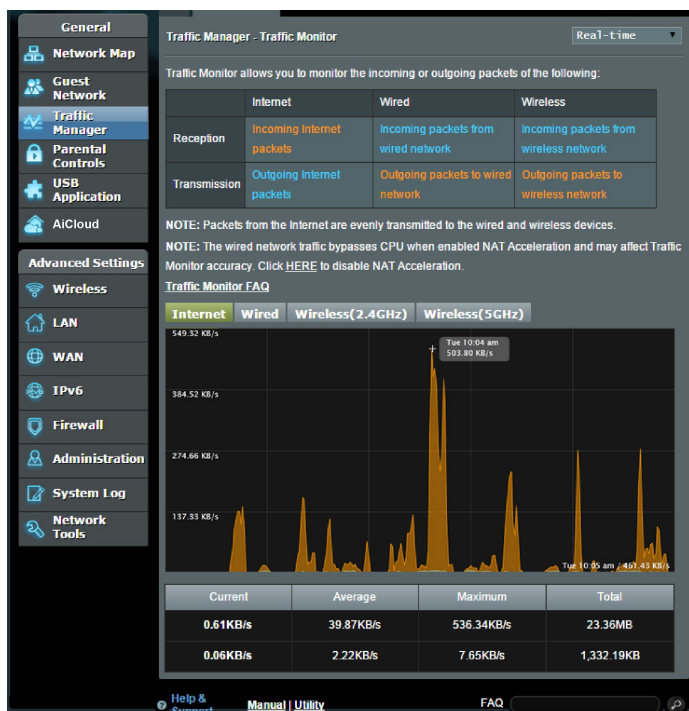 General
Network Map
Guest
Network
Traffic
Manager
Parental
Controls
USB
Application
AiCloud
Advanced Settings
Wireless
LAN
WAN
IPv6
Firewall
Administration
System Log
Network
Tools
Traffic Manager - Traffic Monitor
Real-time
Traffic Monitor allows you to monitor the incoming or outgoing packets of the following:
Internet Wired Wireless
Reception
Incoming Internet
packets
Incoming packets from
wired network
Incoming packets from
wireless network
Transmission
Outgoing Internet
packets
Outgoing packets to wired
network
Outgoing packets to
wireless network
NOTE: Packets from the Internet are evenly transmitted to the wired and wireless devices.
NOTE: The wired network traffic bypasses CPU when enabled NAT Acceleration and may affect Traffic
Monitor accuracy. Click HERE to disable NAT Acceleration.
Traffic Monitor FAQ
Internet Wired Wireless(2.4GHz) Wireless(5GHz)
549.32 KB/s
Tue 10:04 am
503.80 KB/s
384.52 KB/s
274.66 KB/s
137.33 KB/s
Tue 10:05 am / 461.43 KB/s
Current Average Maximum Total
0.61KB/s 39.87KB/s 536.34KB/s 23.36MB
0.06KB/s 2.22KB/s 7.65KB/s 1,332.19KB
Help &
Support
Manual | Utility
FAQ